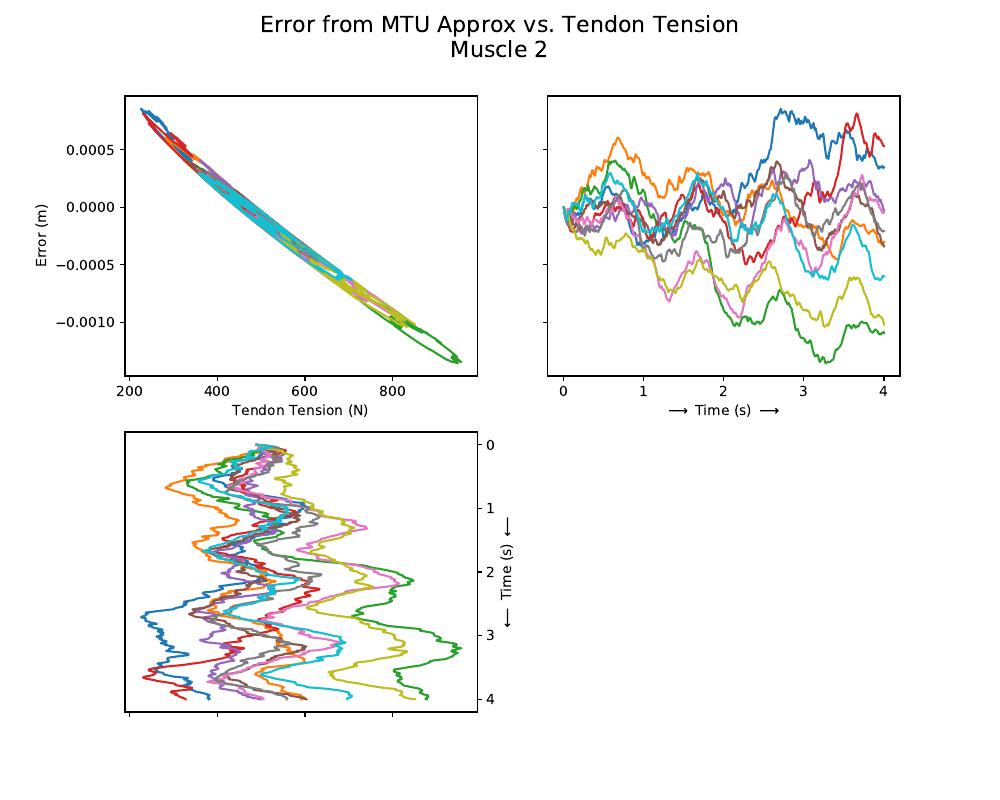 Error from MTU Approx vs. Tendon Tension
Muscle 2
0.0005
0.0000
−0.0005
−0.0010
Error (m)
200 400 600 800
Tendon Tension (N)
0 1 2 3 4
⟶ Time (s) ⟶
0
1
2
3
4
⟵ Time (s) ⟵